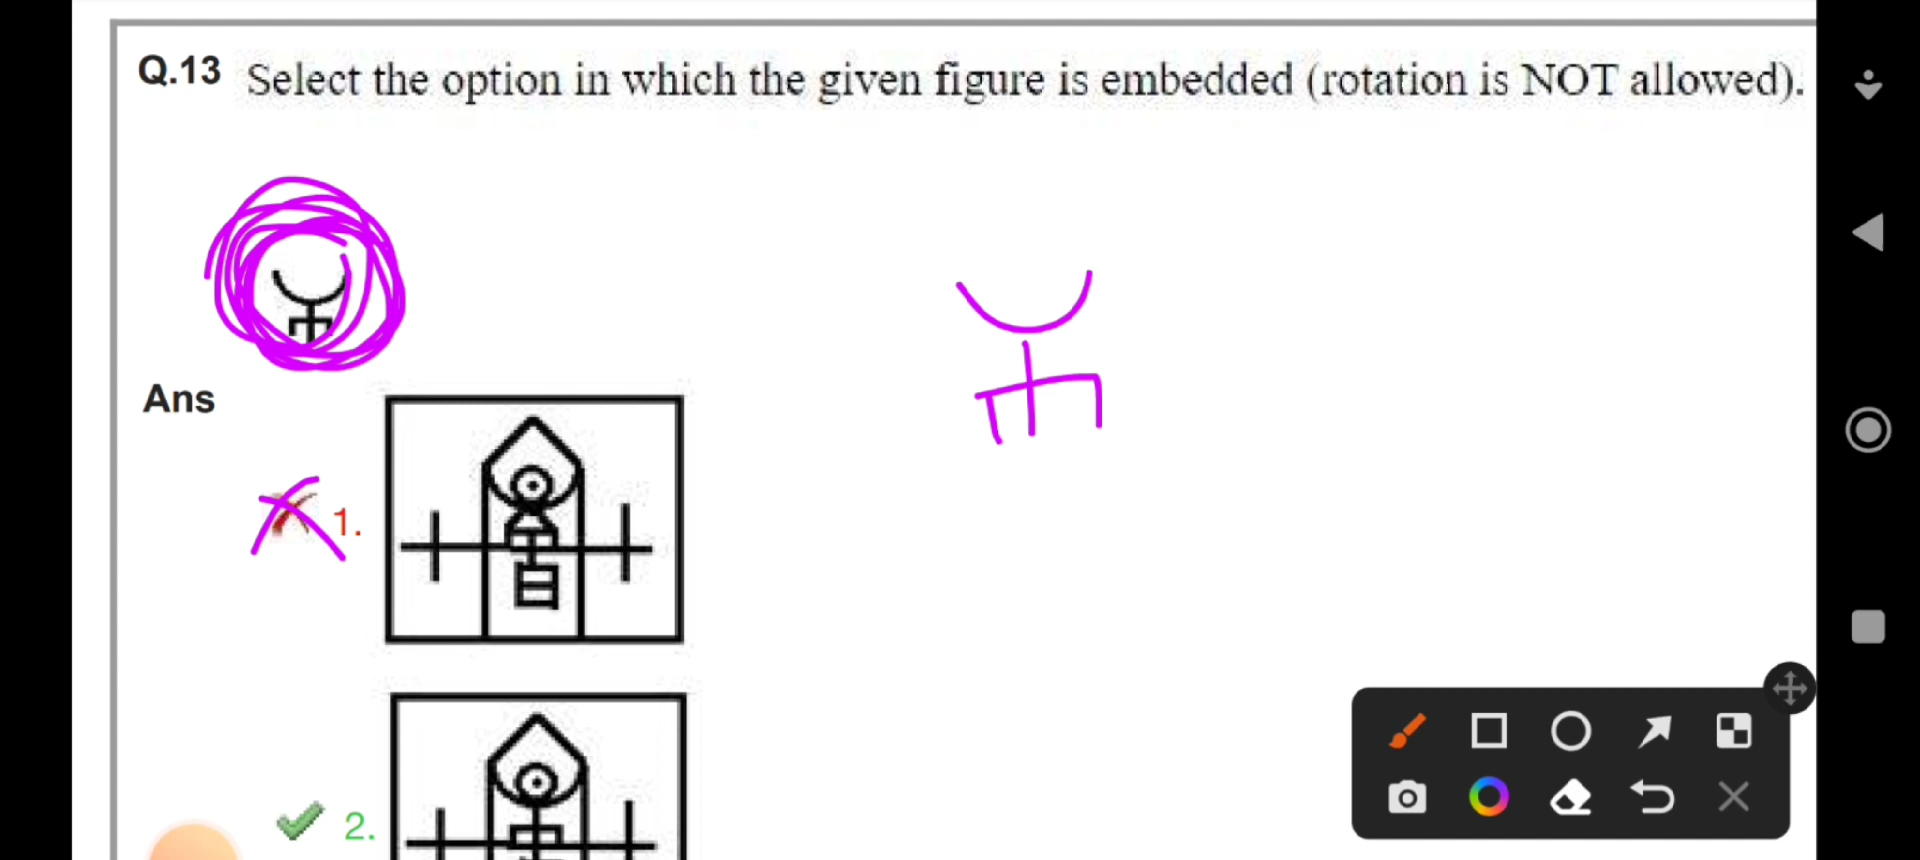 Q.13 Select the option in which the given figure is embedded (rotation is NOT allowed).
Ans
1.
2.